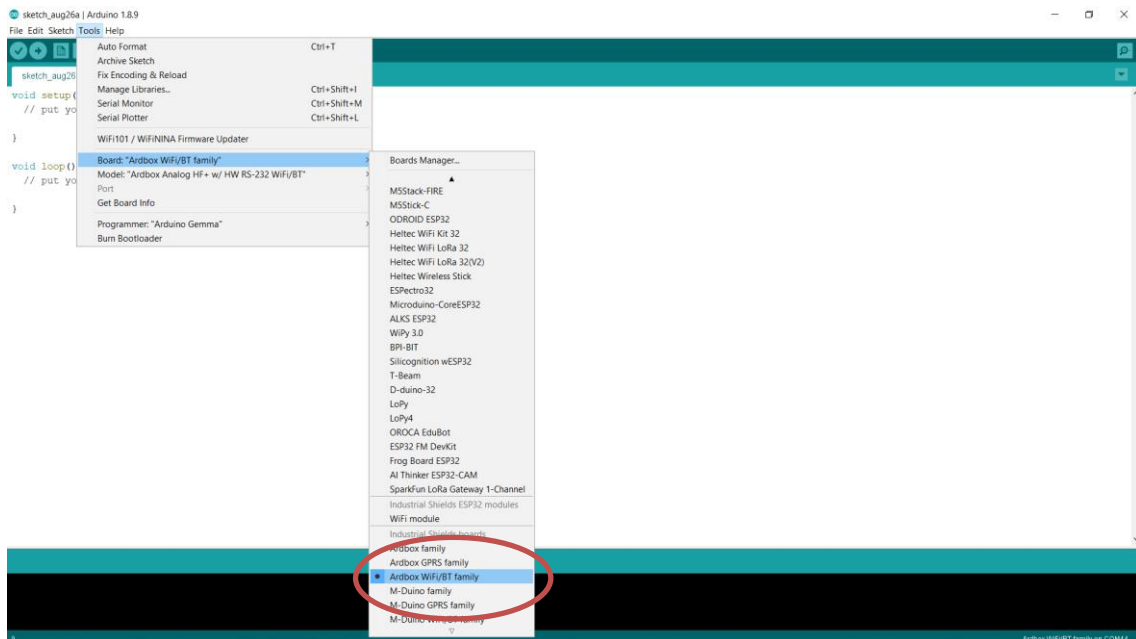 sketch_aug26a | Arduino 1.8.9
File Edit Sketch Tools Help
sketch_aug26
void setup(
// put yo
}
void loop()
// put yo
}
Auto Format Ctrl+T
Archive Sketch
Fix Encoding & Reload
Manage Libraries... Ctrl+Shift+I
Serial Monitor Ctrl+Shift+M
Serial Plotter Ctrl+Shift+L
WiFi101 / WiFiNINA Firmware Updater
Board: "Ardbox WiFi/BT family"
Model: "Ardbox Analog HF+ w/ HW RS-232 WiFi/BT"
Port
Get Board Info
Programmer: "Arduino Gemma"
Burn Bootloader
Boards Manager...
M5Stack-FIRE
M5Stick-C
ODROID ESP32
Heltec WiFi Kit 32
Heltec WiFi LoRa 32
Heltec WiFi LoRa 32(V2)
Heltec Wireless Stick
ESPectro32
Microduino-CoreESP32
ALKS ESP32
WiPy 3.0
BPI-BIT
Silicognition wESP32
T-Beam
D-duino-32
LoPy
LoPy4
OROCA EduBot
ESP32 FM DevKit
Frog Board ESP32
AI Thinker ESP32-CAM
SparkFun LoRa Gateway 1-Channel
Industrial Shields ESP32 modules
WiFi module
Industrial Shields boards
Ardbox family
Ardbox GPRS family
Ardbox WiFi/BT family
M-Duino family
M-Duino GPRS family
M-Duino WiFi/BT family